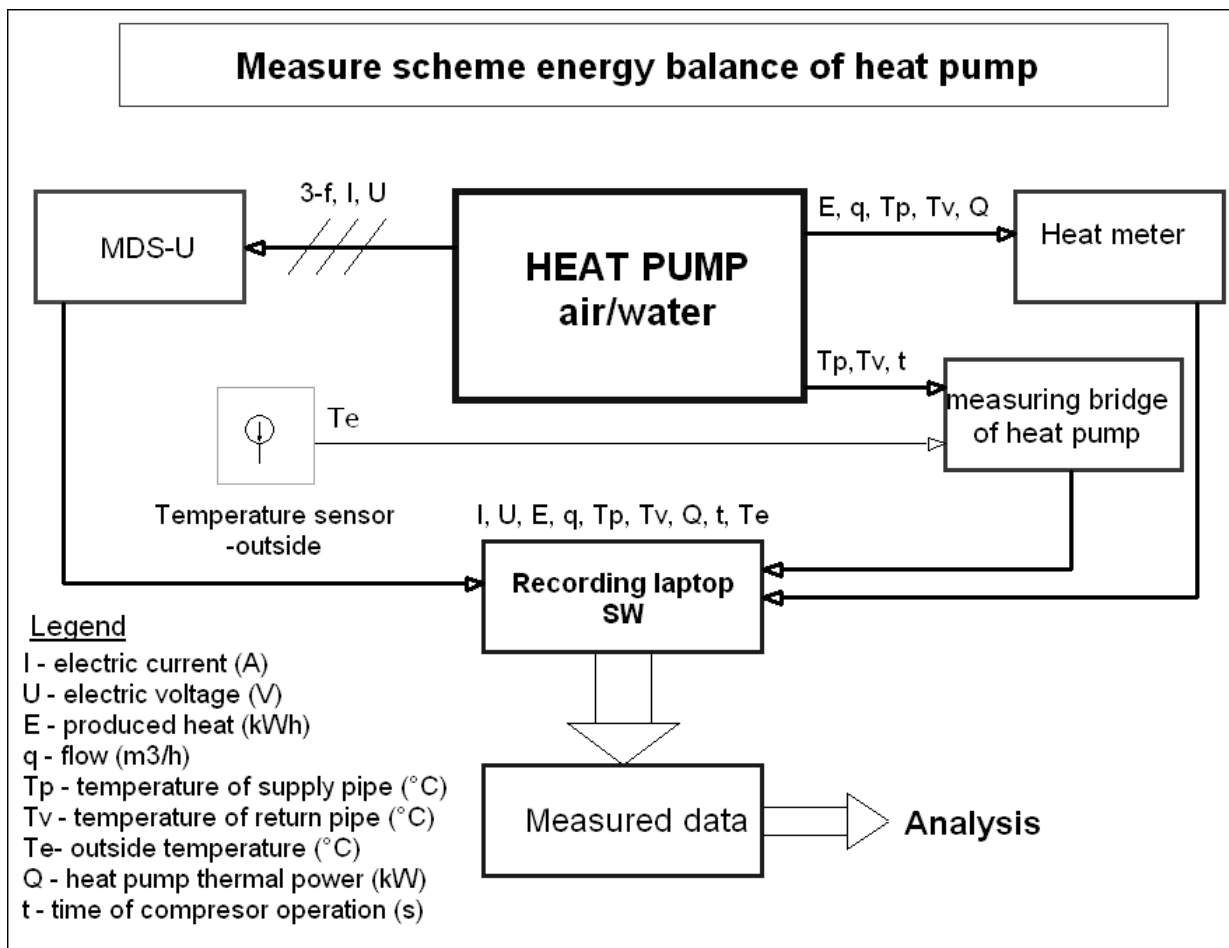 Measure scheme energy balance of heat pump
3-f, I, U
E, q, Tp, Tv, Q
MDS-U
HEAT PUMP
air/water
Heat meter
Tp,Tv, t
measuring bridge
of heat pump
Te
Temperature sensor
-outside
I, U, E, q, Tp, Tv, Q, t, Te
Recording laptop
SW
Legend
I - electric current (A)
U - electric voltage (V)
E - produced heat (kWh)
q - flow (m3/h)
Tp - temperature of supply pipe (°C)
Tv - temperature of return pipe (°C)
Te- outside temperature (°C)
Q - heat pump thermal power (kW)
t - time of compresor operation (s)
Measured data
Analysis